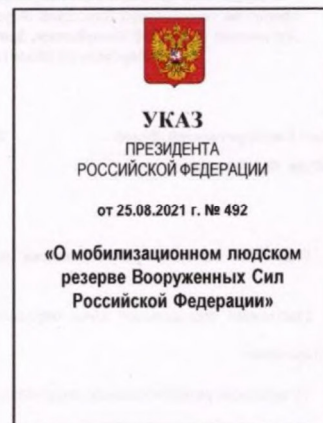 УКАЗ
ПРЕЗИДЕНТА
РОССИЙСКОЙ ФЕДЕРАЦИИ
от 25.08.2021 г. № 492
«О мобилизационном людском
резерве Вооруженных Сил
Российской Федерации»